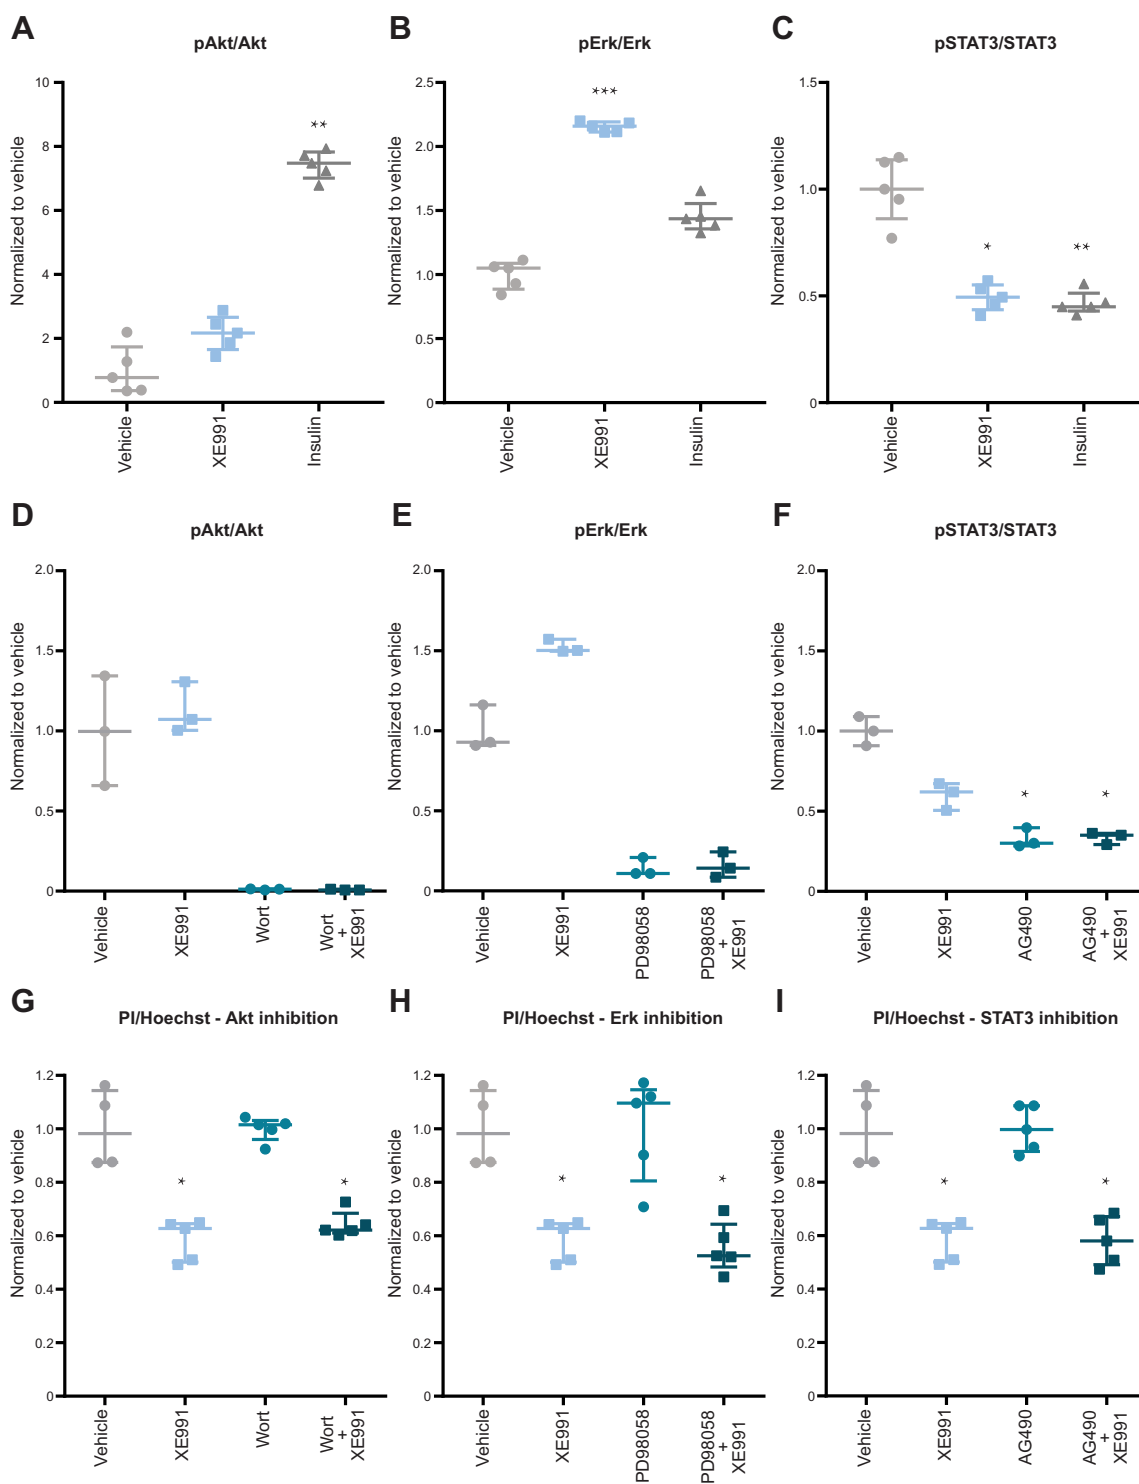 A
pAkt/Akt
Normalized to vehicle
10
8
6
4
2
0
**
Vehicle
XE991
Insulin
B
pErk/Erk
Normalized to vehicle
2.5
2.0
1.5
1.0
0.5
0
***
Vehicle
XE991
Insulin
C
pSTAT3/STAT3
Normalized to vehicle
1.5
1.0
0.5
0
*
**
Vehicle
XE991
Insulin
D
pAkt/Akt
Normalized to vehicle
2.0
1.5
1.0
0.5
0
Vehicle
XE991
Wort
Wort
+
XE991
E
pErk/Erk
Normalized to vehicle
2.0
1.5
1.0
0.5
0
Vehicle
XE991
PD98058
PD98058
+
XE991
F
pSTAT3/STAT3
Normalized to vehicle
2.0
1.5
1.0
0.5
0
*
*
Vehicle
XE991
AG490
AG490
+
XE991
G
PI/Hoechst - Akt inhibition
Normalized to vehicle
1.2
1.0
0.8
0.6
0.4
0.2
0
*
*
Vehicle
XE991
Wort
Wort
+
XE991
H
PI/Hoechst - Erk inhibition
Normalized to vehicle
1.2
1.0
0.8
0.6
0.4
0.2
0
*
*
Vehicle
XE991
PD98058
PD98058
+
XE991
I
PI/Hoechst - STAT3 inhibition
Normalized to vehicle
1.2
1.0
0.8
0.6
0.4
0.2
0
*
*
Vehicle
XE991
AG490
AG490
+
XE991